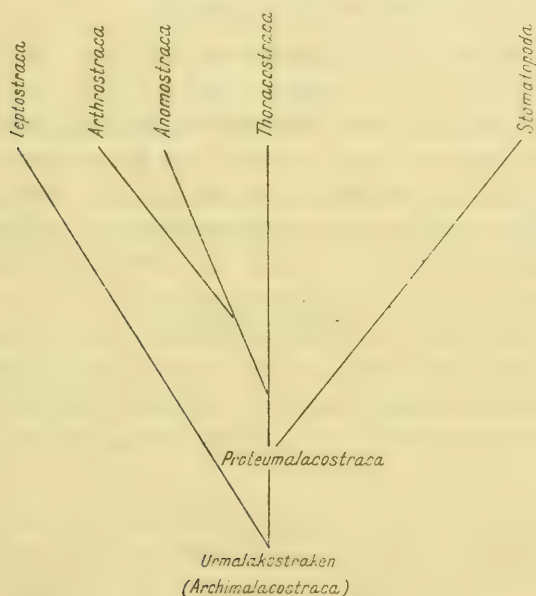 Leptostraca
Arthrostraca
Anomostraca
Thoracostraca
Stomatopoda
Proteumalacostraca
Urmalakostraken
(Archimalacostraca)